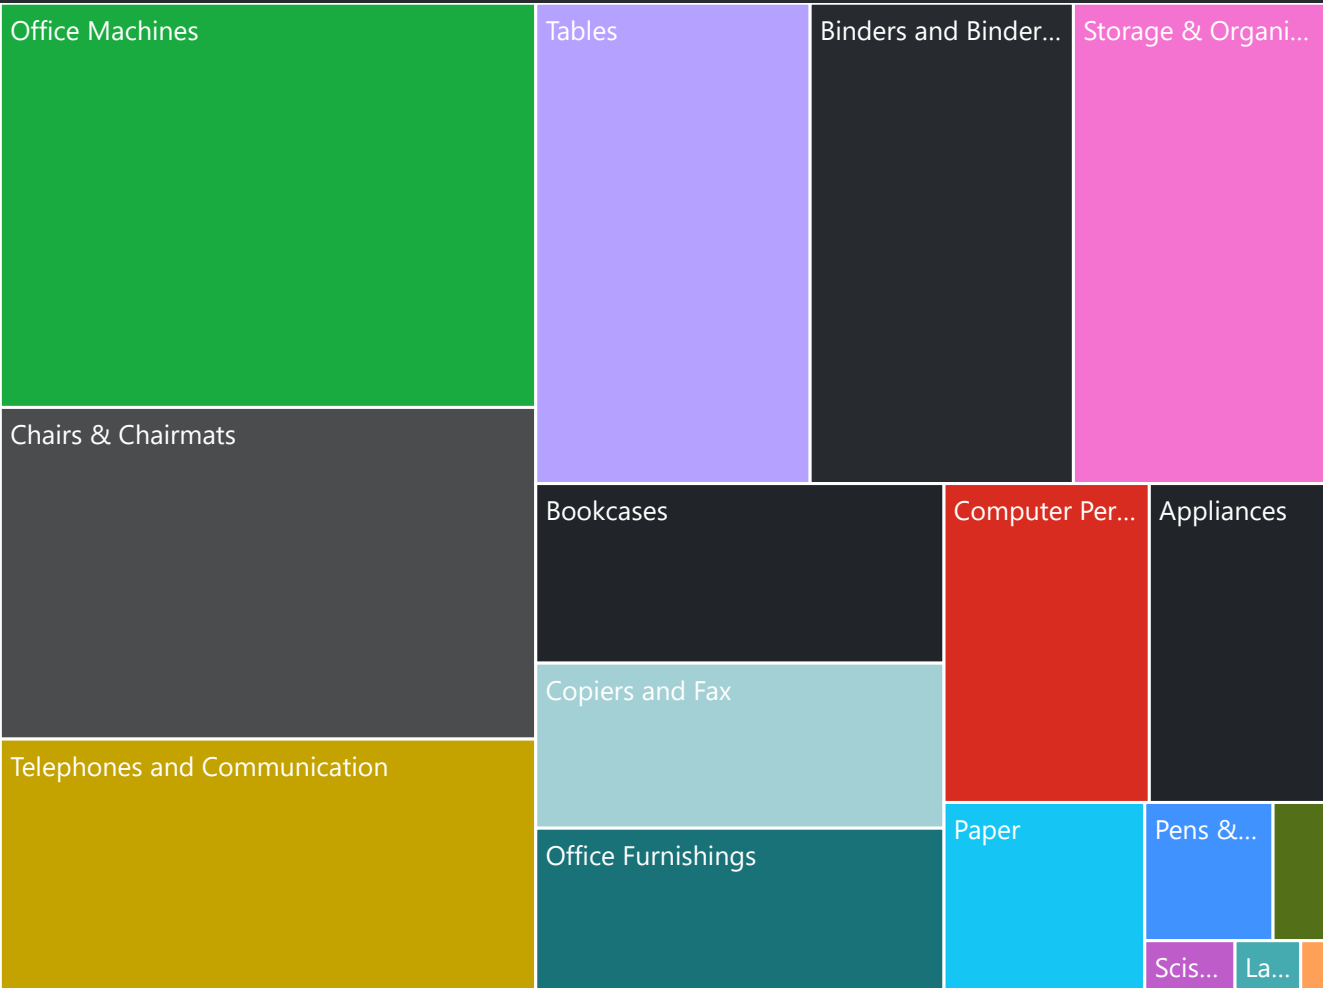 Office Machines
Tables
Binders and Binder...
Storage & Organi...
Chairs & Chairmats
Bookcases
Computer Per...
Appliances
Copiers and Fax
Telephones and Communication
Paper
Pens &...
Office Furnishings
Scis...
La...